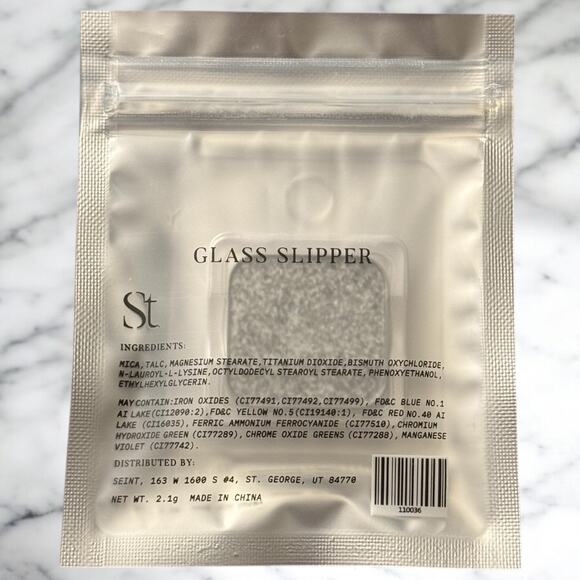 GLASS SLIPPER
St
INGREDIENTS:
MICA,TALC,MAGNESIUM STEARATE,TITANIUM DIOXIDE,BISMUTH OXYCHLORIDE,
N-LAUROYL-L-LYSINE,OCTYLDODECYL STEAROYL STEARATE,PHENOXYETHANOL,
ETHYLHEXYLGLYCERIN.
MAY CONTAIN:IRON OXIDES (CI77491,CI77492,CI77499), FD&C BLUE NO.1
AI LAKE(CI2090:2),FD&C YELLOW NO.5(CI19140:1), FD&C RED NO.40 AI
LAKE (CI16035), FERRIC AMMONIUM FERROCYANIDE (CI77510),CHROMIUM
HYDROXIDE GREEN (CI77289), CHROME OXIDE GREENS (CI77288), MANGANESE
VIOLET (CI77742).
DISTRIBUTED BY:
SEINT, 163 W 1600 S #4, ST. GEORGE, UT 84770
NET WT. 2.1g MADE IN CHINA
110036